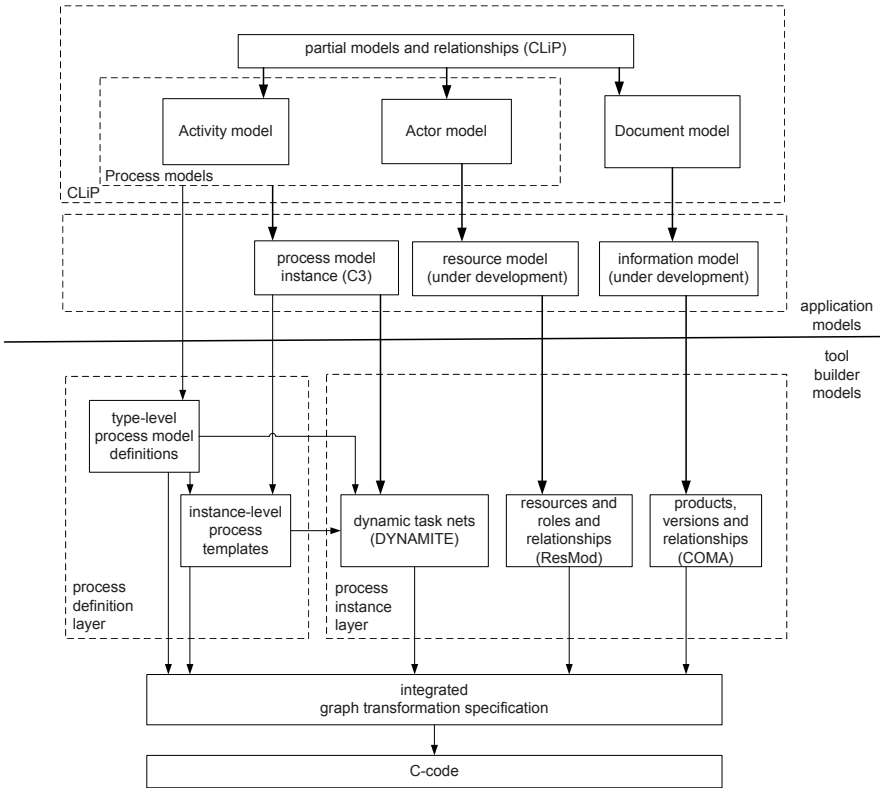 partial models and relationships (CLiP)
Activity model
Actor model
Document model
Process models
CLiP
process model
instance (C3)
resource model
(under development)
information model
(under development)
application
models
tool
builder
models
type-level
process model
definitions
instance-level
process
templates
dynamic task nets
(DYNAMITE)
resources and
roles and
relationships
(ResMod)
products,
versions and
relationships
(COMA)
process
definition
layer
process
instance
layer
integrated
graph transformation specification
C-code